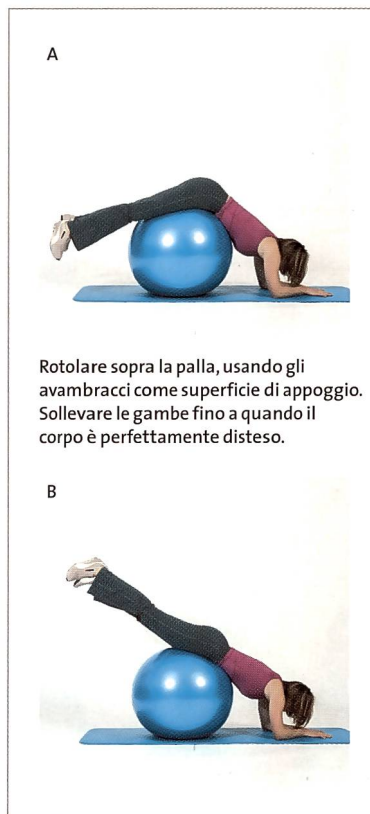 A
Rotolare sopra la palla, usando gli
avambracci come superficie di appoggio.
Sollevare le gambe fino a quando il
corpo è perfettamente disteso.
B